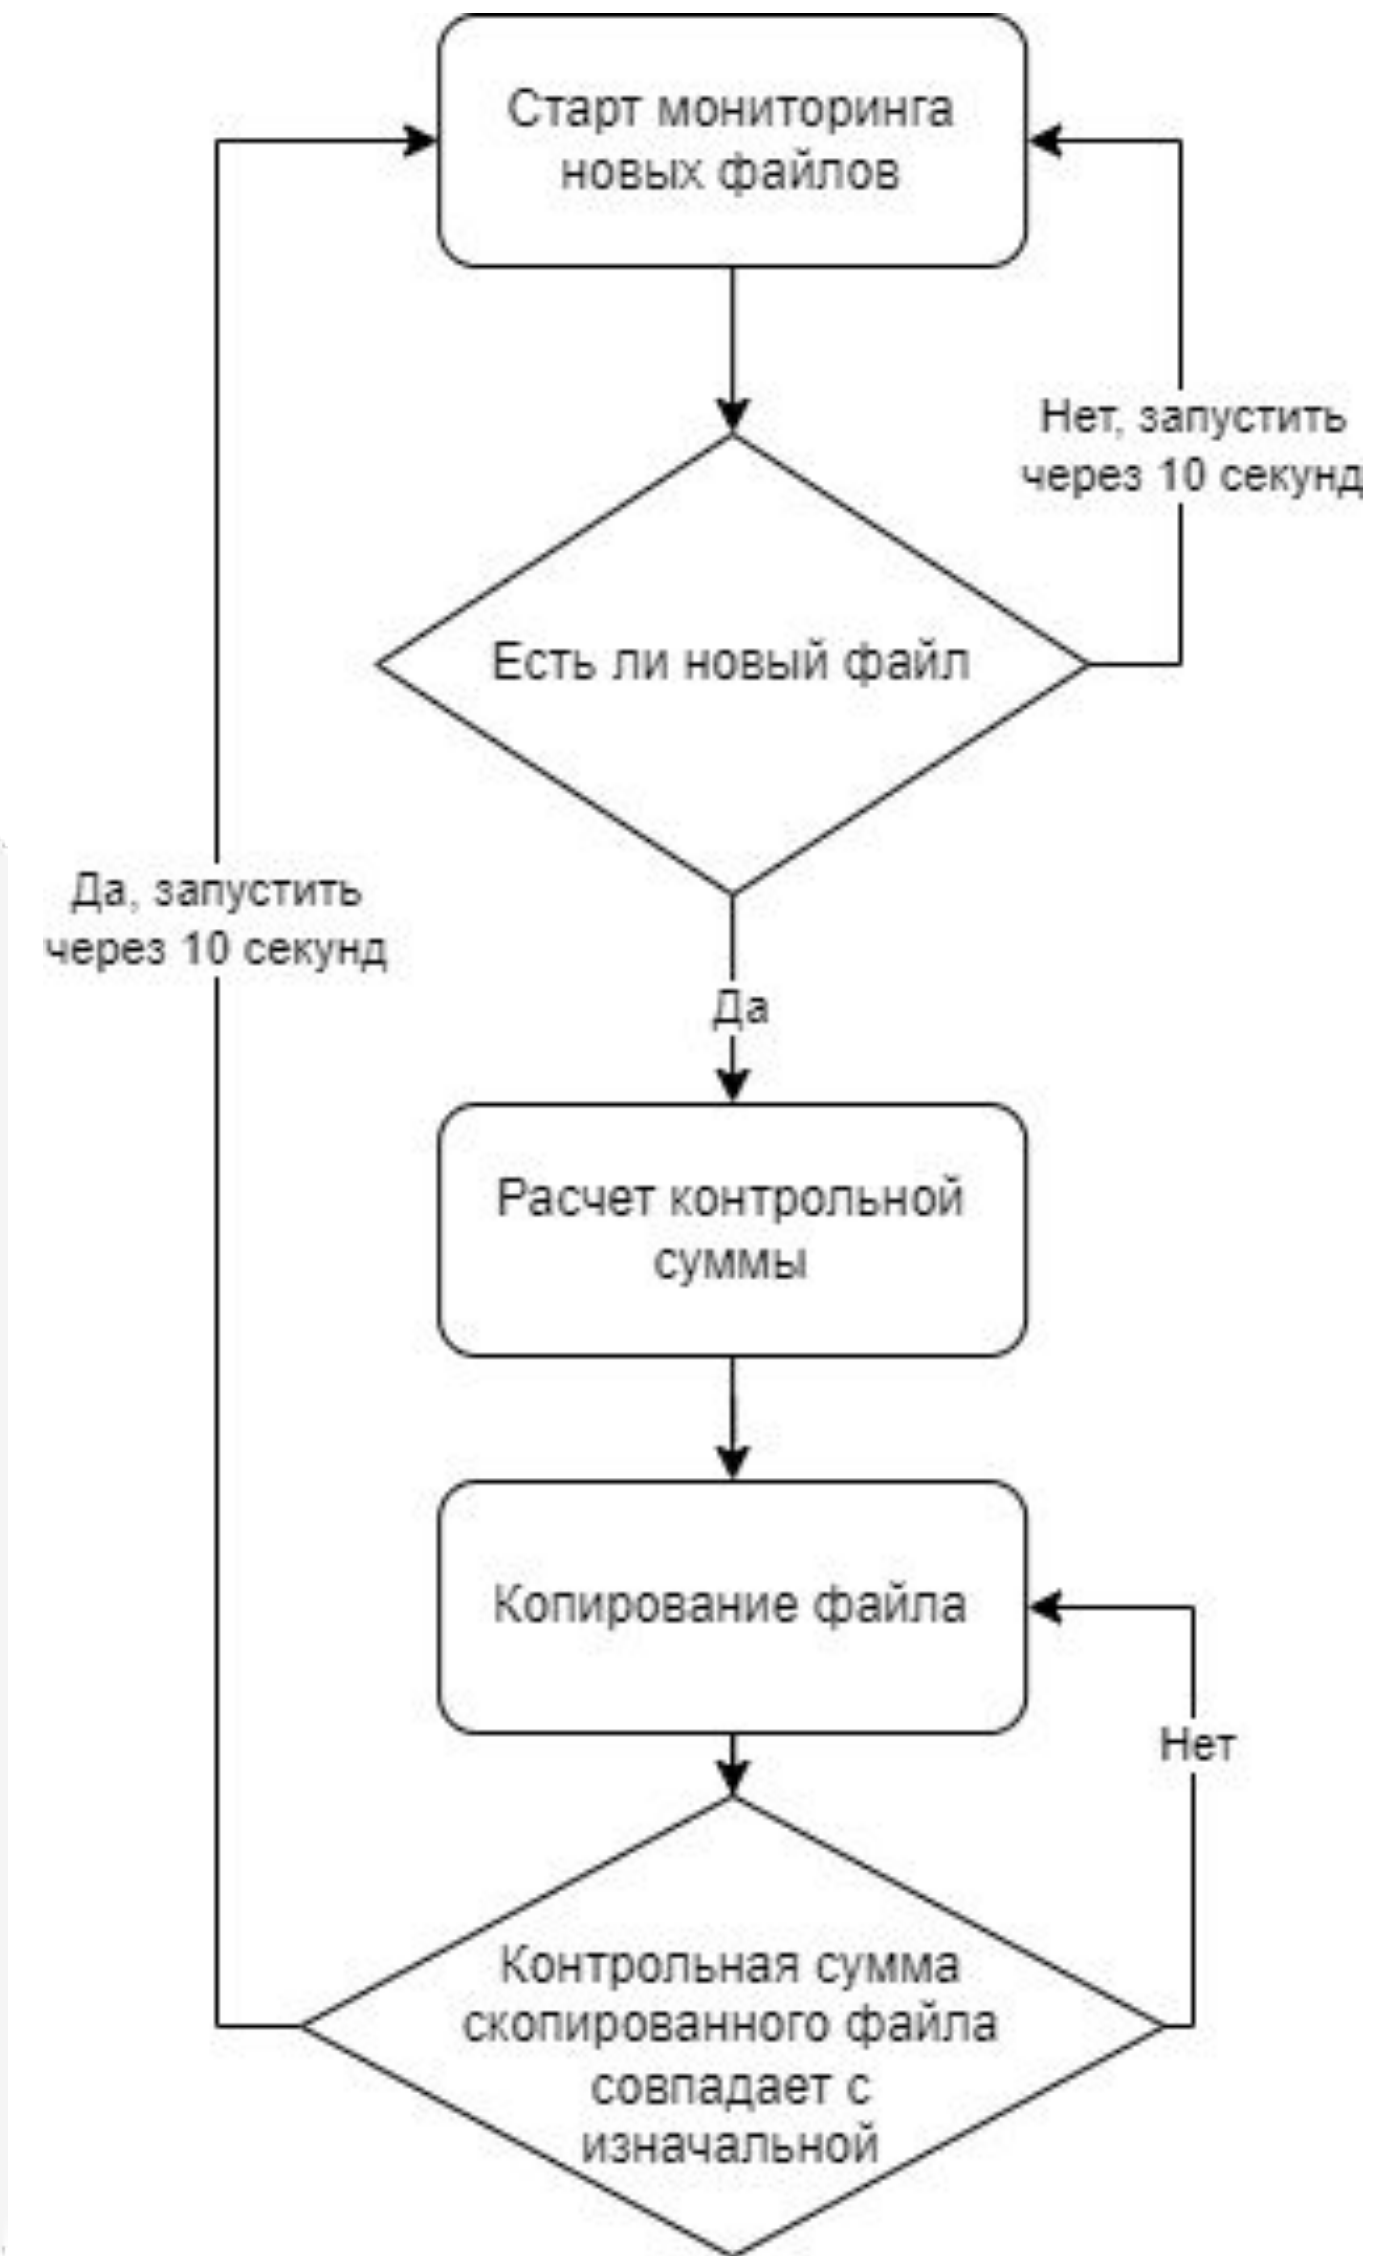 Старт мониторинга
новых файлов
Нет, запустить
через 10 секунд
Есть ли новый файл
Да, запустить
через 10 секунд
Да
Расчет контрольной
суммы
Копирование файла
Нет
Контрольная сумма
скопированного файла
совпадает с
изначальной